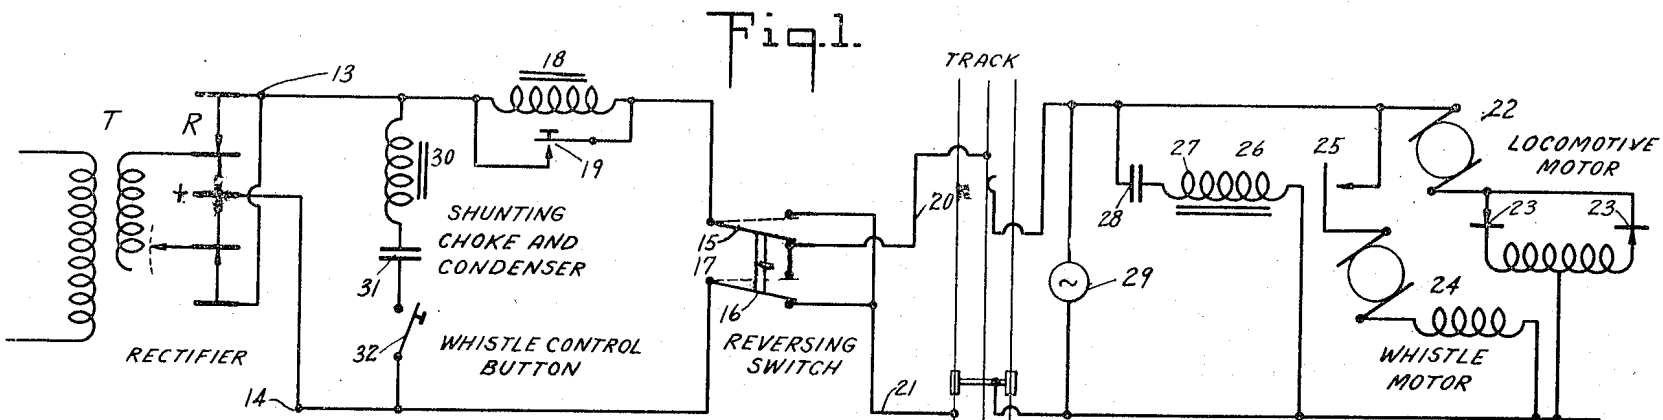 Fig.1.
TRACK
18
13
T
R
+
19
30
22
LOCOMOTIVE
MOTOR
25
27
26
28
20
23
23
SHUNTING
CHOKE AND
CONDENSER
15
17
16
31
29
24
32
WHISTLE CONTROL
BUTTON
REVERSING
SWITCH
RECTIFIER
WHISTLE
MOTOR
14
21
~